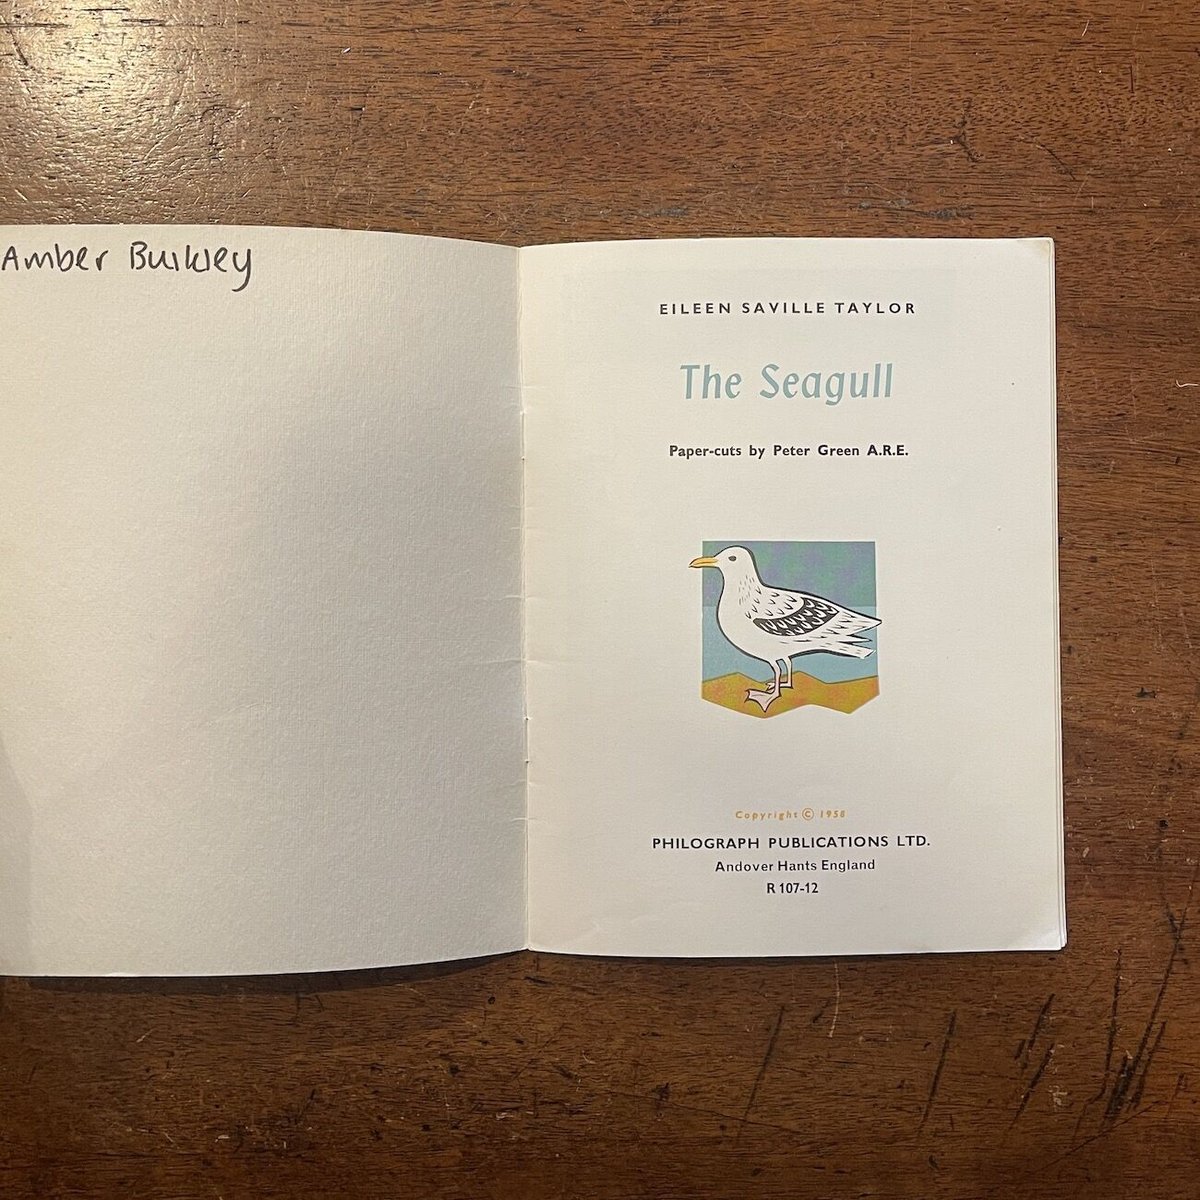 Amber
EILEEN SAVILLE TAYLOR
The Seagull
Paper-cuts by Peter Green A.R.E.
Copyright © 1958
PHILOGRAPH PUBLICATIONS LTD.
Andover Hants England
R 107-12